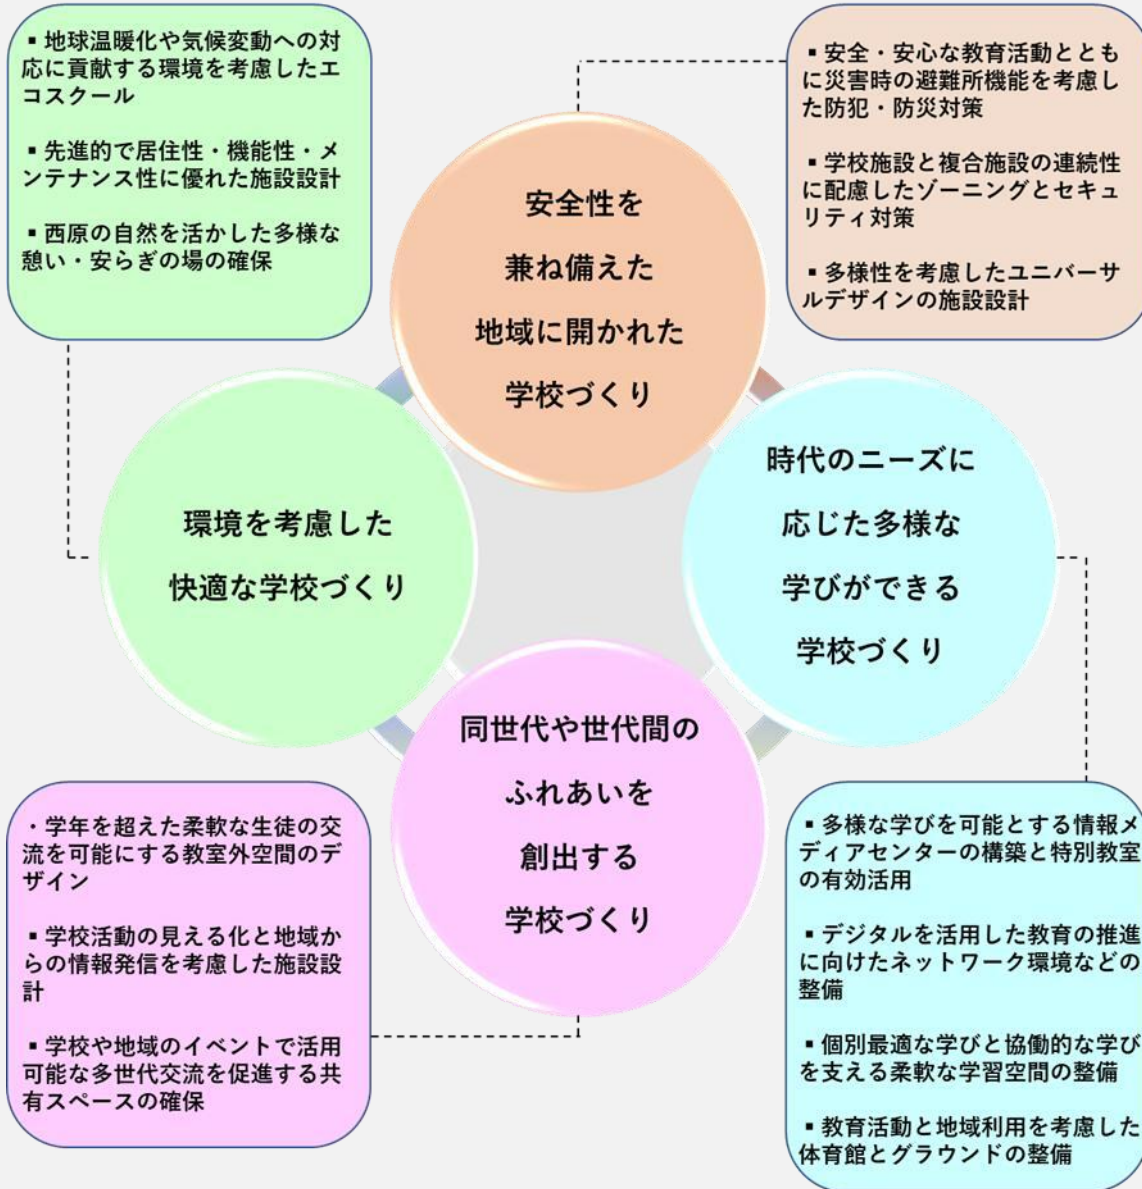 ▪ 地球温暖化や気候変動への対
応に貢献する環境を考慮したエ
コスクール
▪ 先進的で居住性・機能性・メ
ンテナンス性に優れた施設設計
▪ 西原の自然を活かした多様な
憩い・安らぎの場の確保
▪ 安全・安心な教育活動ととも
に災害時の避難所機能を考慮し
た防犯・防災対策
▪ 学校施設と複合施設の連続性
に配慮したゾーニングとセキュ
リティ対策
▪ 多様性を考慮したユニバーサ
ルデザインの施設設計
安全性を
兼ね備えた
地域に開かれた
学校づくり
環境を考慮した
快適な学校づくり
時代のニーズに
応じた多様な
学びができる
学校づくり
同世代や世代間の
ふれあいを
創出する
学校づくり
・学年を超えた柔軟な生徒の交
流を可能にする教室外空間のデ
ザイン
▪ 学校活動の見える化と地域か
らの情報発信を考慮した施設設
計
▪ 学校や地域のイベントで活用
可能な多世代交流を促進する共
有スペースの確保
▪ 多様な学びを可能とする情報メ
ディアセンターの構築と特別教室
の有効活用
▪ デジタルを活用した教育の推進
に向けたネットワーク環境などの
整備
▪ 個別最適な学びと協働的な学び
を支える柔軟な学習空間の整備
▪ 教育活動と地域利用を考慮した
体育館とグラウンドの整備